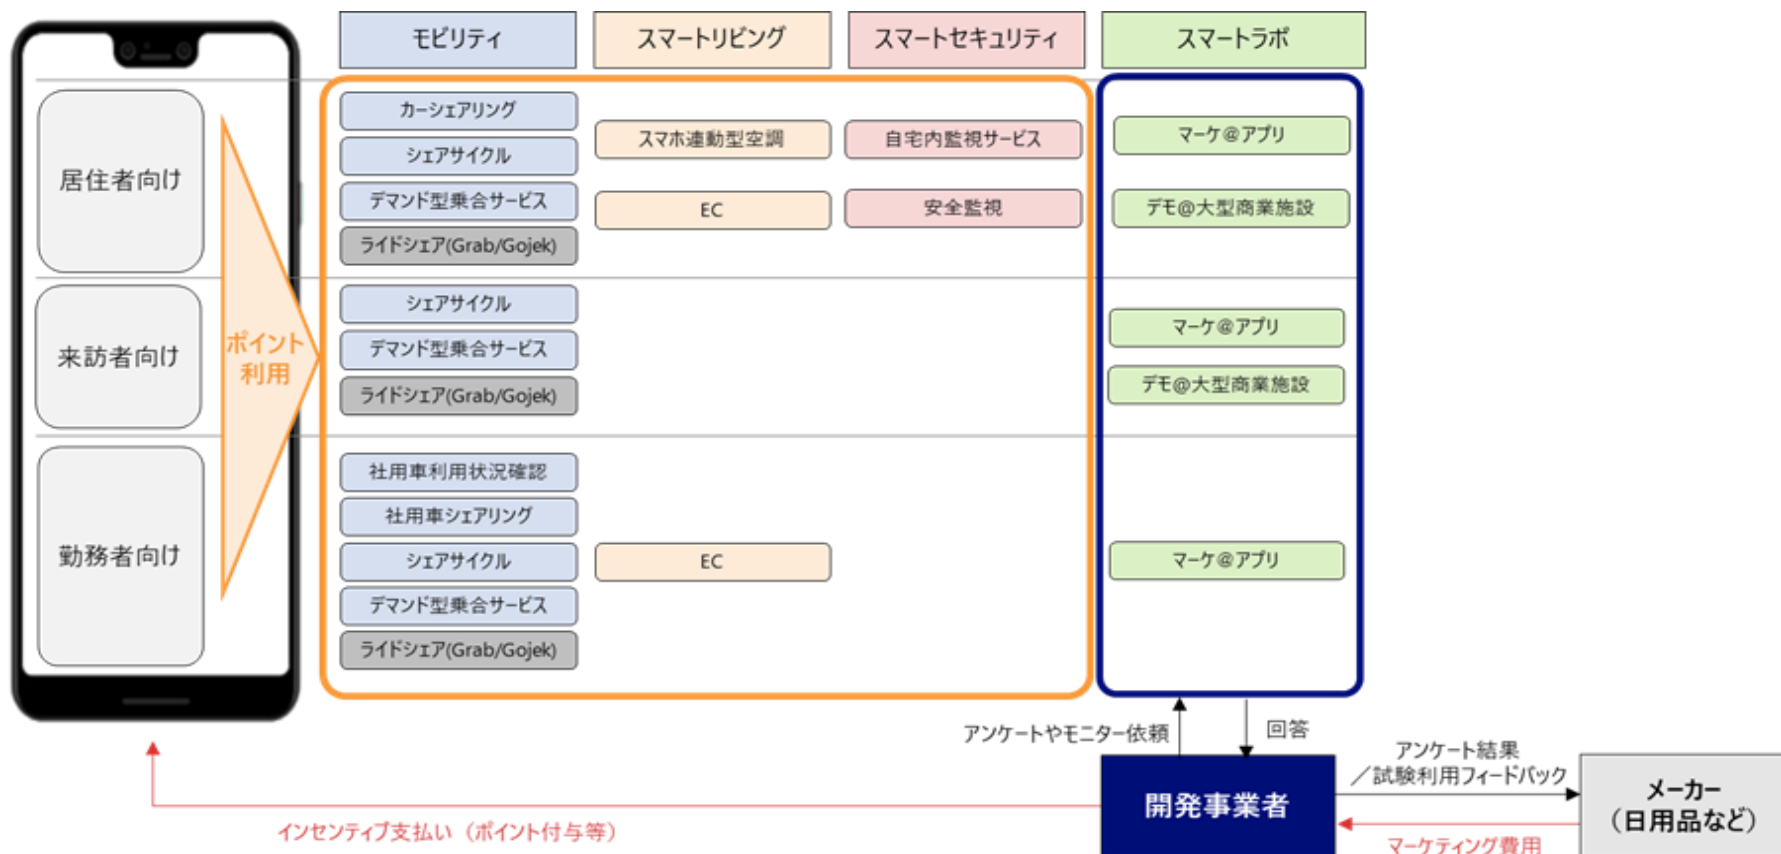 モビリティ
スマートリビング
スマートセキュリティ
スマートラボ
居住者向け
カーシェアリング
シェアサイクル
デマンド型乗合サービス
ライドシェア(Grab/Gojek)
スマホ連動型空調
EC
自宅内監視サービス
安全監視
マーケ@アプリ
デモ@大型商業施設
来訪者向け
ポイント
利用
シェアサイクル
デマンド型乗合サービス
ライドシェア(Grab/Gojek)
マーケ@アプリ
デモ@大型商業施設
勤務者向け
社用車利用状況確認
社用車シェアリング
シェアサイクル
デマンド型乗合サービス
ライドシェア(Grab/Gojek)
EC
マーケ@アプリ
アンケートやモニター依頼
回答
開発事業者
アンケート結果
／試験利用フィードバック
メーカー
（日用品など）
マーケティング費用
インセンティブ支払い（ポイント付与等）